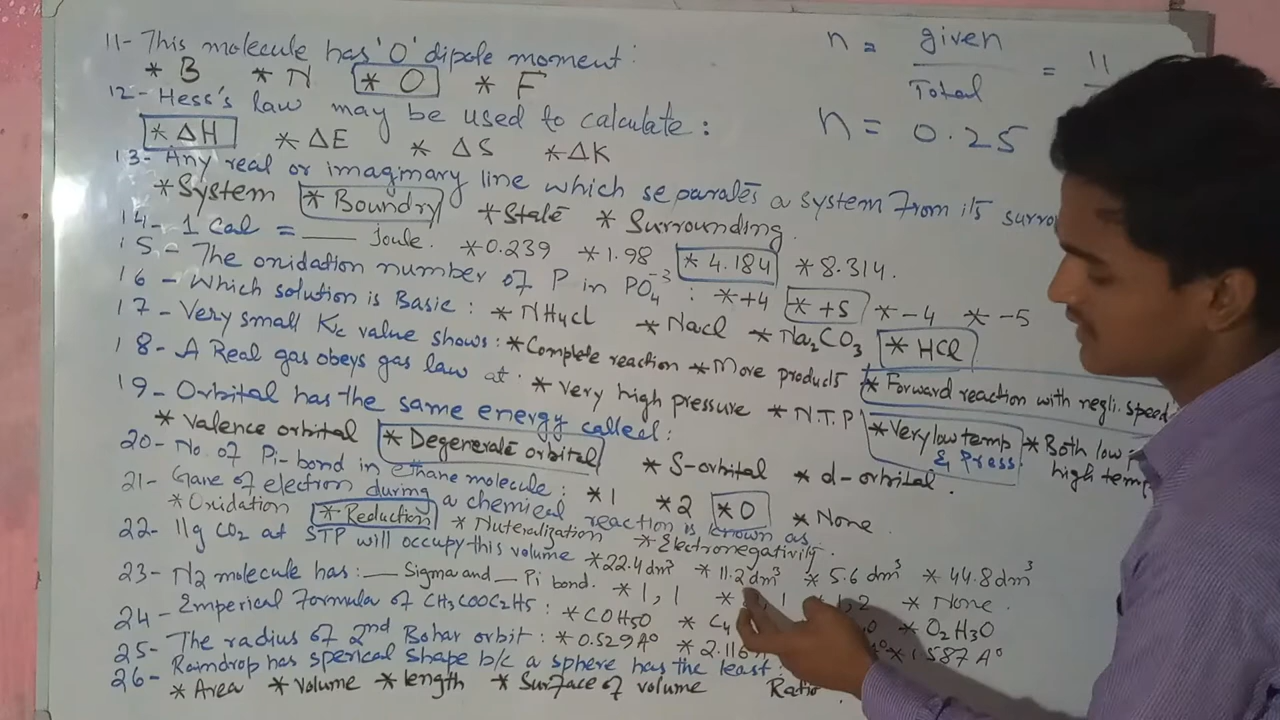 11- This molecule has 'O' dipole moment:
* B * N * O * F
12- Hess's law may be used to calculate:
* ΔH * ΔE * ΔS * ΔK
13- Any real or imagmary line which separates a system from its surro
* System * Boundry * State * Surrounding.
14- 1 Cal = ___ Joule. * 0.239 * 1.98 * 4.184 * 8.314.
15- The onidation number of P in PO₄⁻³ : * +4 * +5 * -4 * -5
16- Which solution is Basic : * NH4cl * Nacl * Na₂CO₃ * HCl
17- Very small Kc value shows : * Complete reaction * More products * Forward reaction with negli. speed
18- A Real gas obeys gas law at : * Very high pressure * N.T.P * Very low temp & Press. * Both low high temp
19- Orbital has the same energy called :
* Valence orbital * Degenerate orbital * S-orbital * d-orbital.
20- No. of Pi-bond in ethane molecule : * 1 * 2 * 0 * None
21- Gane of electron during a chemical reaction is known as
* Onidation * Reduction * Nuteralization * Electronegativity.
22- 11g CO₂ at STP will occupy this volume * 22.4 dm³ * 11.2 dm³ * 5.6 dm³ * 44.8 dm³
23- N₂ molecule has : ___ Sigma and __ Pi bond. * 1, 1 * 1, 2 * None.
24- Emperical Formula of CH₃COOC₂H₅ : * COH50 * C₄ * O₂H₃O
25- The radius of 2nd Bohar orbit : * 0.529 A° * 2.116 * 1.587 A°
26- Raindrop has sperical shape b/c a sphere has the least :
* Area * volume * length * Surface of volume Ratio
n = given / Total = 11
n = 0.25